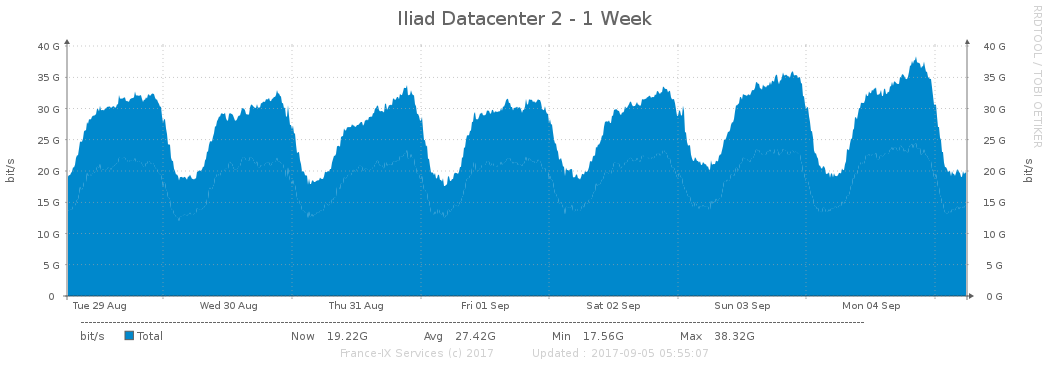 Iliad Datacenter 2 - 1 Week
RRDTOOL / TOBI OETIKER
40 G 40 G
35 G 35 G
30 G 30 G
25 G 25 G
20 G 20 G
15 G 15 G
10 G 10 G
5 G 5 G
0 0 G
bit/s bit/s
Tue 29 Aug Wed 30 Aug Thu 31 Aug Fri 01 Sep Sat 02 Sep Sun 03 Sep Mon 04 Sep
bit/s Total Now 19.22G Avg 27.42G Min 17.56G Max 38.32G
France-IX Services (c) 2017 Updated : 2017-09-05 05:55:07